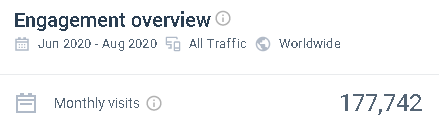 Engagement overview
Jun 2020 - Aug 2020 All Traffic Worldwide
Monthly visits 177,742